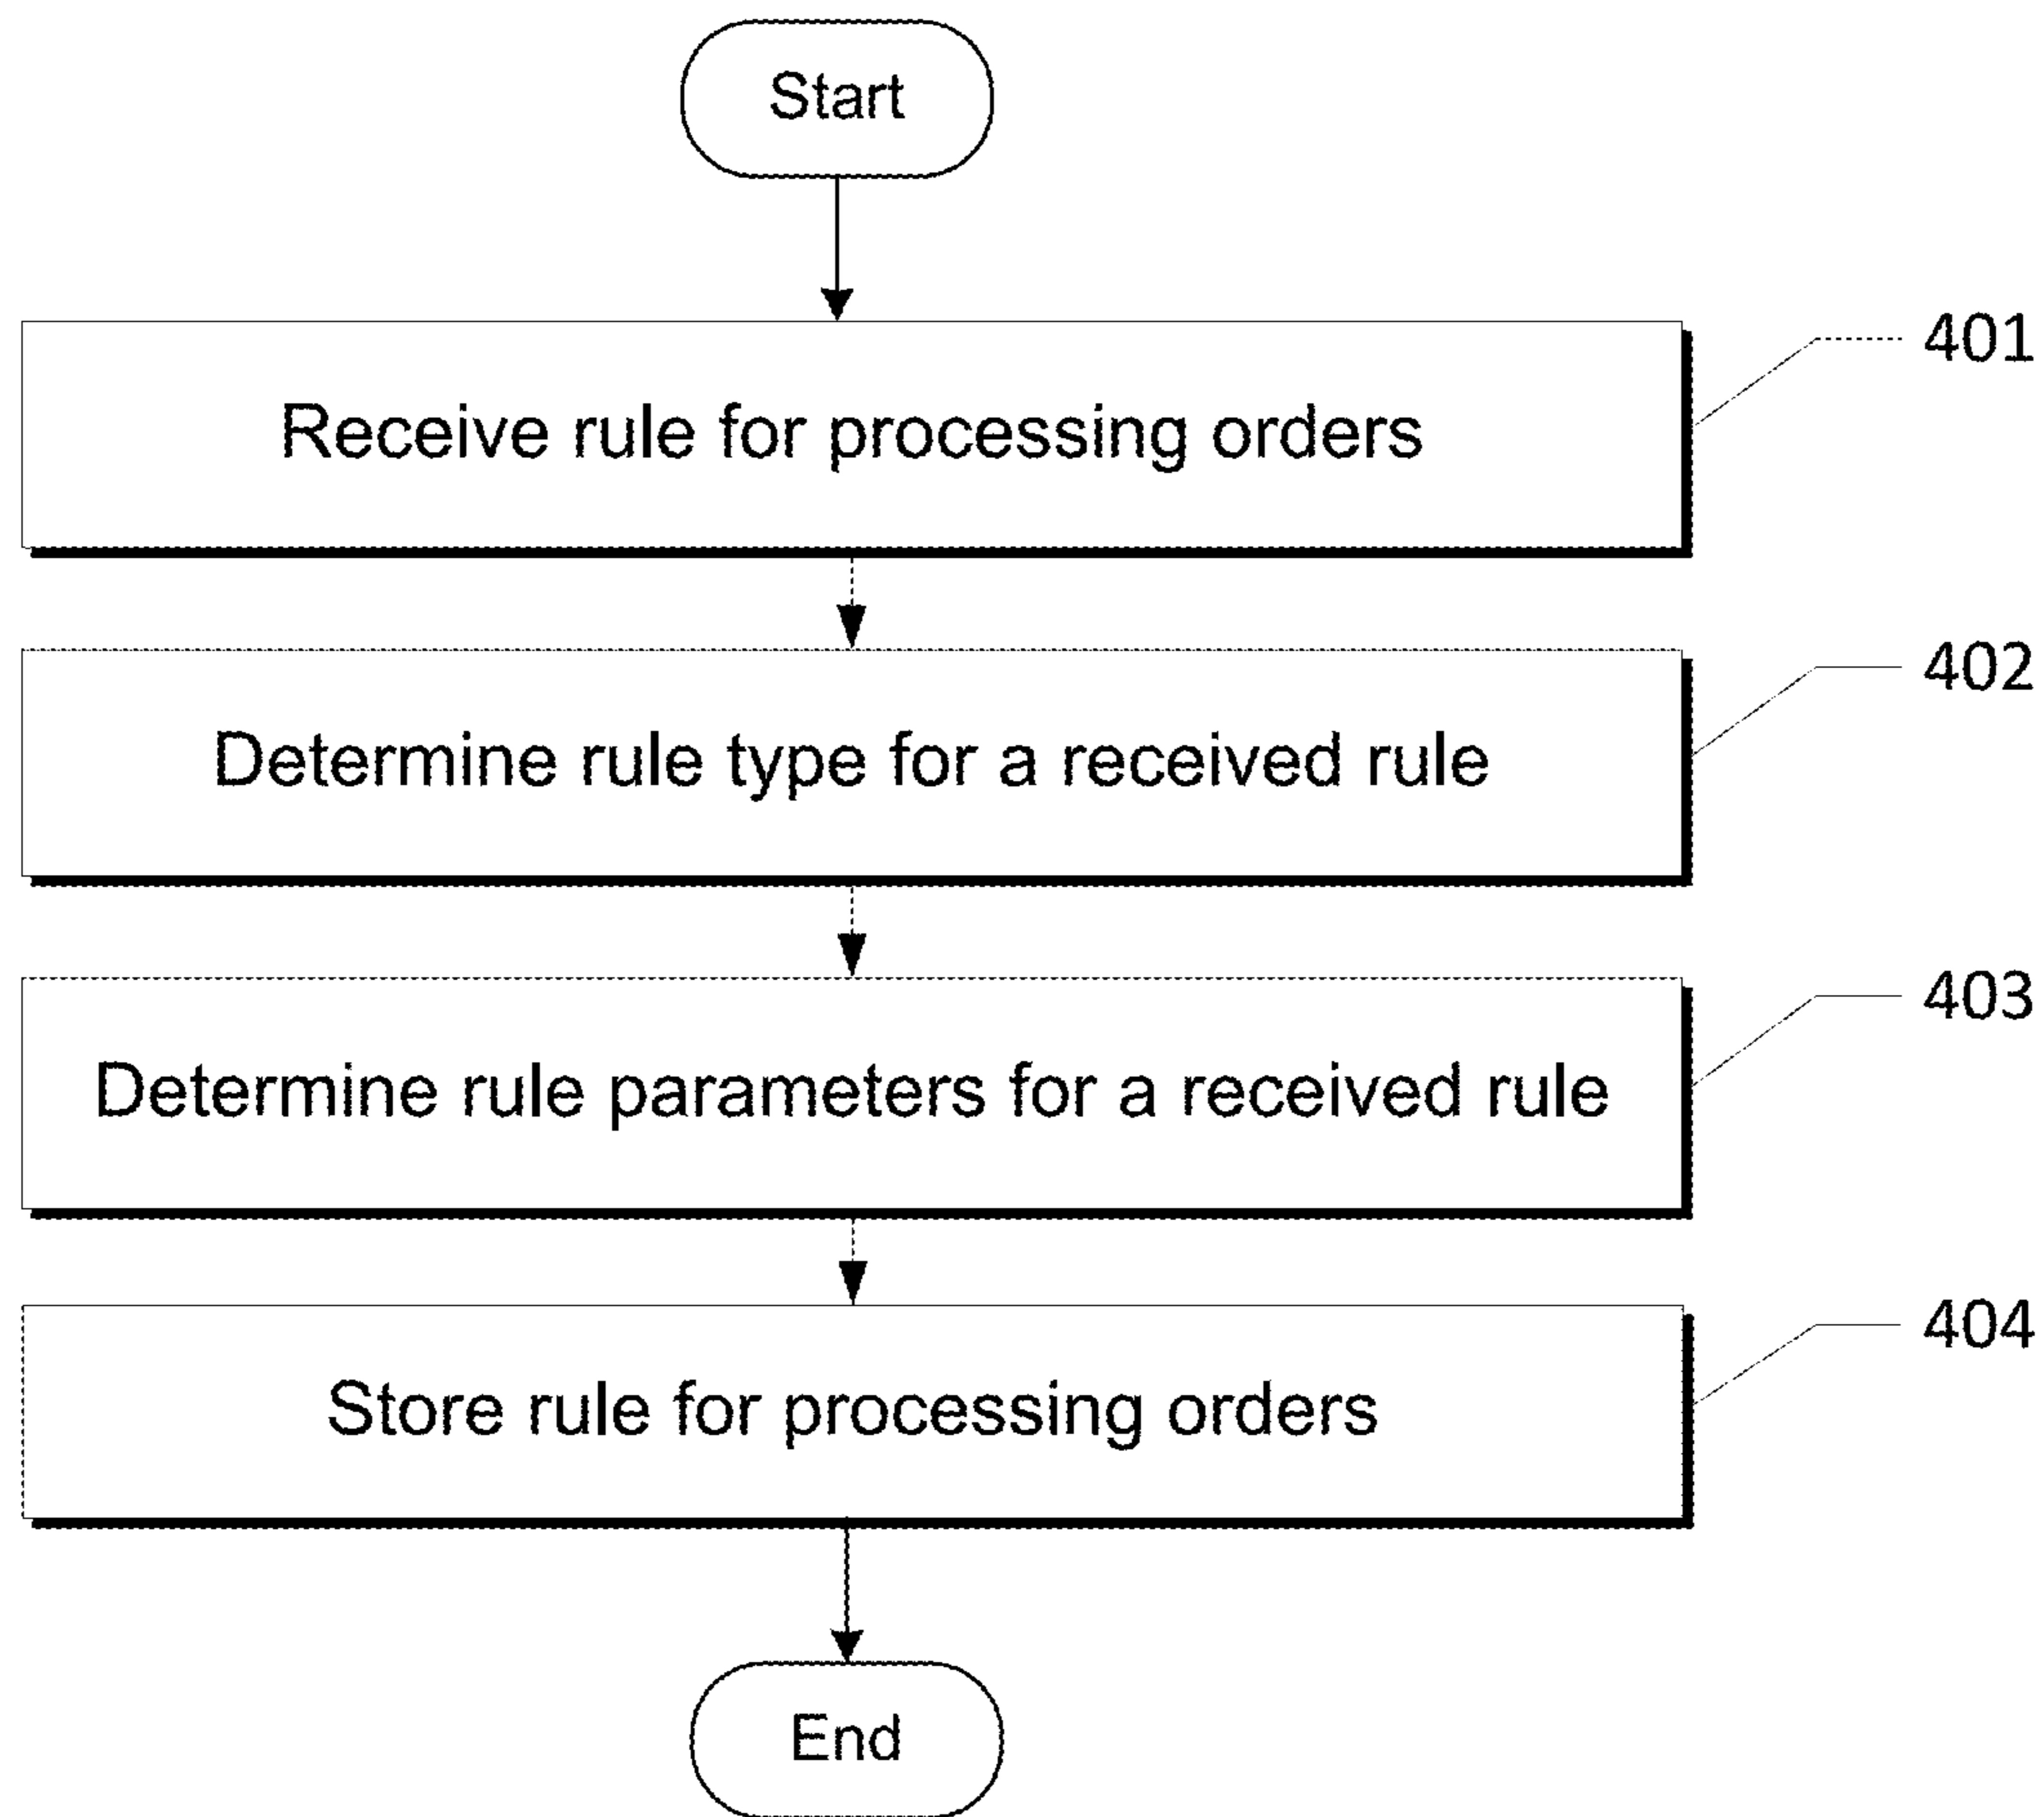 Start
Receive rule for processing orders
401
Determine rule type for a received rule
402
Determine rule parameters for a received rule
403
Store rule for processing orders
404
End